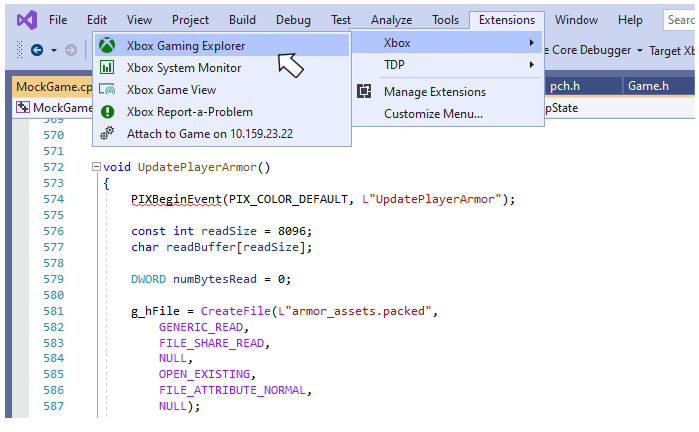 File Edit View Project Build Debug Test Analyze Tools Extensions Window Help
Xbox Gaming Explorer
Xbox System Monitor
Xbox Game View
Xbox Report-a-Problem
Attach to Game on 10.159.23.22
Xbox
TDP
Manage Extensions
Customize Menu...
e Core Debugger Target Xb
MockGame.cp pch.h Game.h
MockGame pState
570
571
572 void UpdatePlayerArmor()
573 {
574 PIXBeginEvent(PIX_COLOR_DEFAULT, L"UpdatePlayerArmor");
575
576 const int readSize = 8096;
577 char readBuffer[readSize];
578
579 DWORD numBytesRead = 0;
580
581 g_hFile = CreateFile(L"armor_assets.packed",
582 GENERIC_READ,
583 FILE_SHARE_READ,
584 NULL,
585 OPEN_EXISTING,
586 FILE_ATTRIBUTE_NORMAL,
587 NULL);